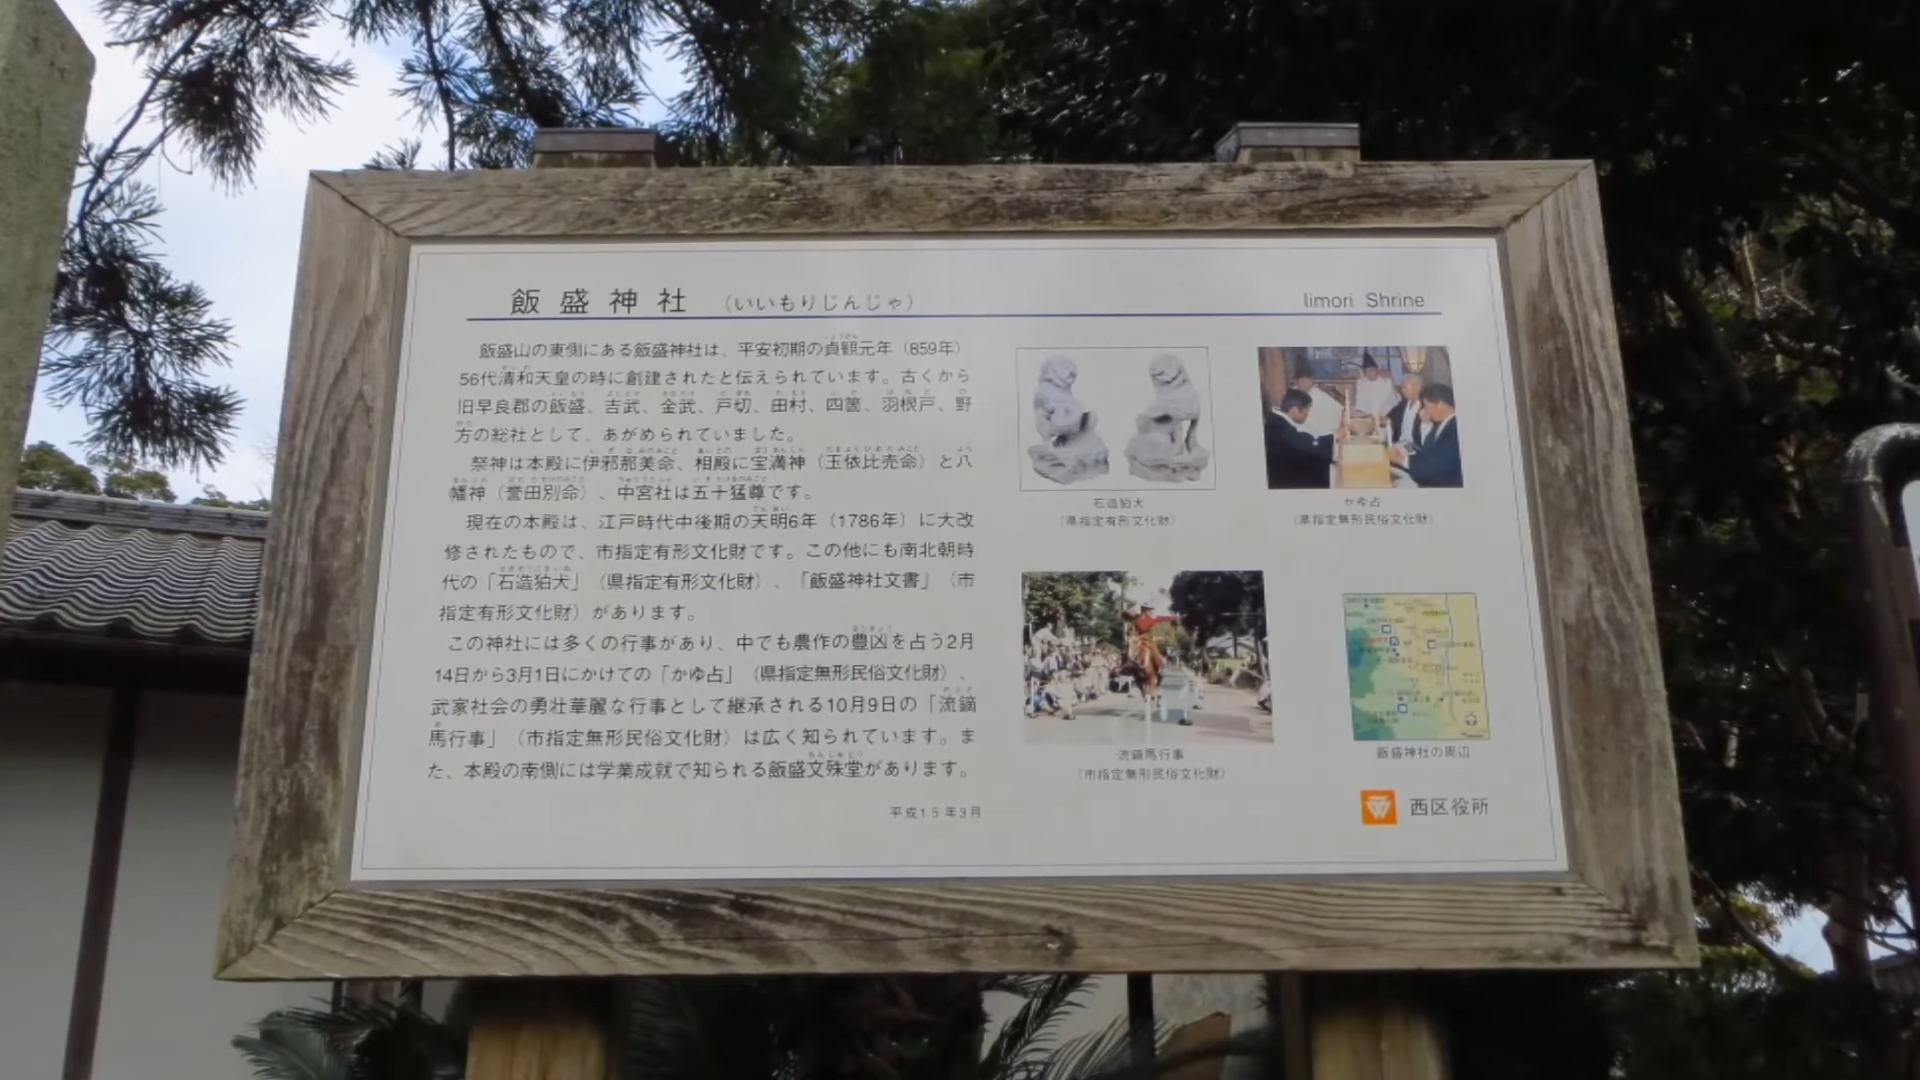 飯盛神社 （いいもりじんじゃ）
Iimori Shrine
飯盛山の東側にある飯盛神社は、平安初期の貞観元年（859年）
56代清和天皇の時に創建されたと伝えられています。古くから
旧早良郡の飯盛、吉武、金武、戸切、田村、四箇、羽根戸、野
方の総社として、あがめられていました。
祭神は本殿に伊邪那美命、相殿に宝満神（玉依比売命）と八
幡神（誉田別命）、中宮社は五十猛尊です。
現在の本殿は、江戸時代中後期の天明6年（1786年）に大改
修されたもので、市指定有形文化財です。この他にも南北朝時
代の「石造狛犬」（県指定有形文化財）、「飯盛神社文書」（市
指定有形文化財）があります。
この神社には多くの行事があり、中でも農作の豊凶を占う2月
14日から3月1日にかけての「かゆ占」（県指定無形民俗文化財）、
武家社会の勇壮華麗な行事として継承される10月9日の「流鏑
馬行事」（市指定無形民俗文化財）は広く知られています。ま
た、本殿の南側には学業成就で知られる飯盛文殊堂があります。
平成15年3月
石造狛犬
（県指定有形文化財）
かゆ占
（県指定無形民俗文化財）
流鏑馬行事
（市指定無形民俗文化財）
飯盛神社の周辺
西区役所